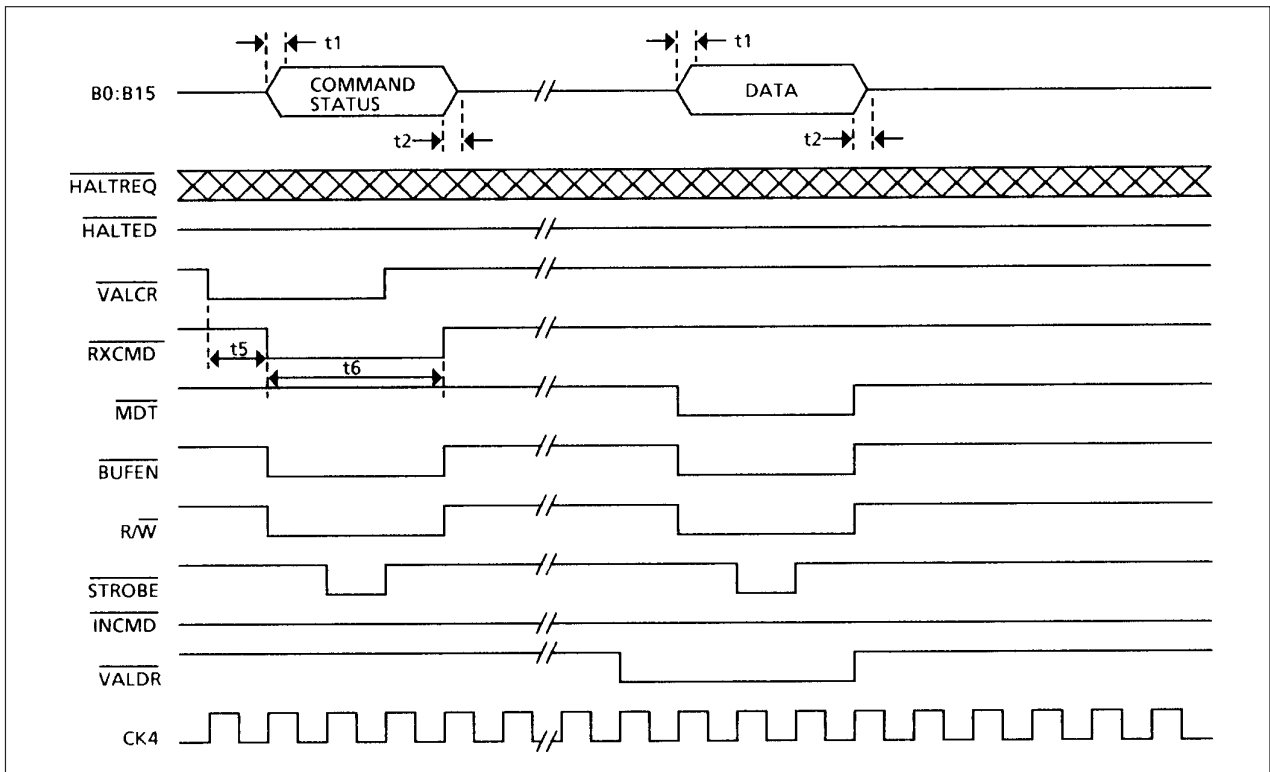 t1
t1
B0:B15
COMMAND
STATUS
//
DATA
t2
t2
HALTREQ
HALTED
VALCR
RXCMD
t5
t6
MDT
BUFEN
R/W
STROBE
INCMD
VALDR
CK4